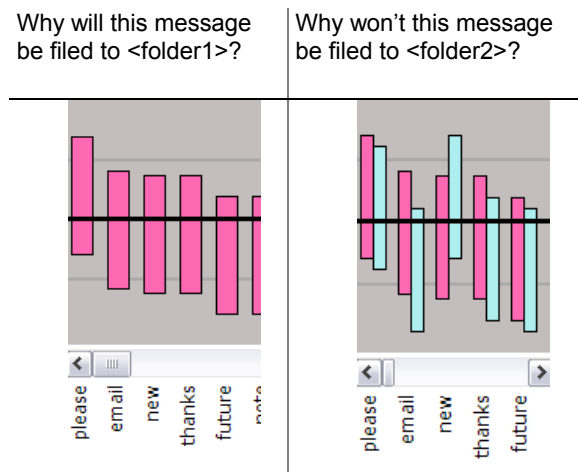 Why will this message
be filed to <folder1>?
Why won't this message
be filed to <folder2>?
please
email
new
thanks
future
please
email
new
thanks
future